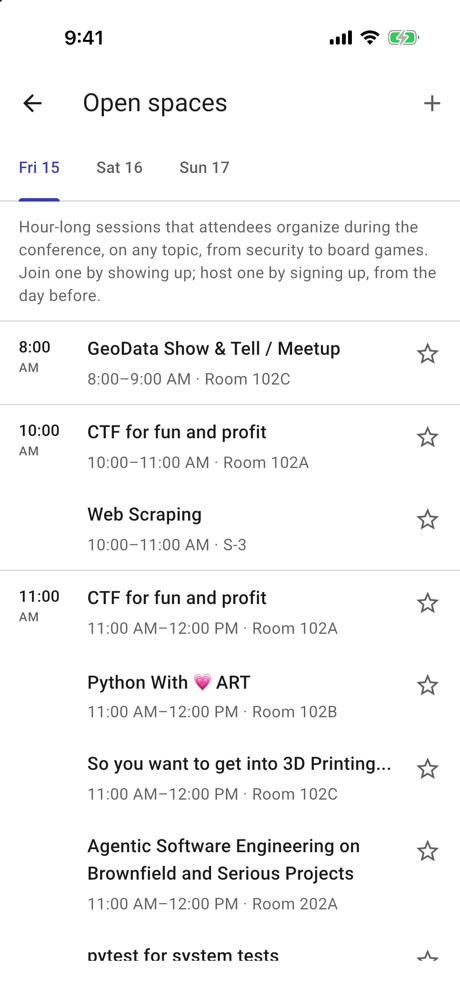 9:41
Open spaces
Fri 15
Sat 16
Sun 17
Hour-long sessions that attendees organize during the
conference, on any topic, from security to board games.
Join one by showing up; host one by signing up, from the
day before.
8:00
AM
GeoData Show & Tell / Meetup
8:00–9:00 AM · Room 102C
10:00
AM
CTF for fun and profit
10:00–11:00 AM · Room 102A
Web Scraping
10:00–11:00 AM · S-3
11:00
AM
CTF for fun and profit
11:00 AM–12:00 PM · Room 102A
Python With 💗 ART
11:00 AM–12:00 PM · Room 102B
So you want to get into 3D Printing...
11:00 AM–12:00 PM · Room 102C
Agentic Software Engineering on
Brownfield and Serious Projects
11:00 AM–12:00 PM · Room 202A
pytest for system tests